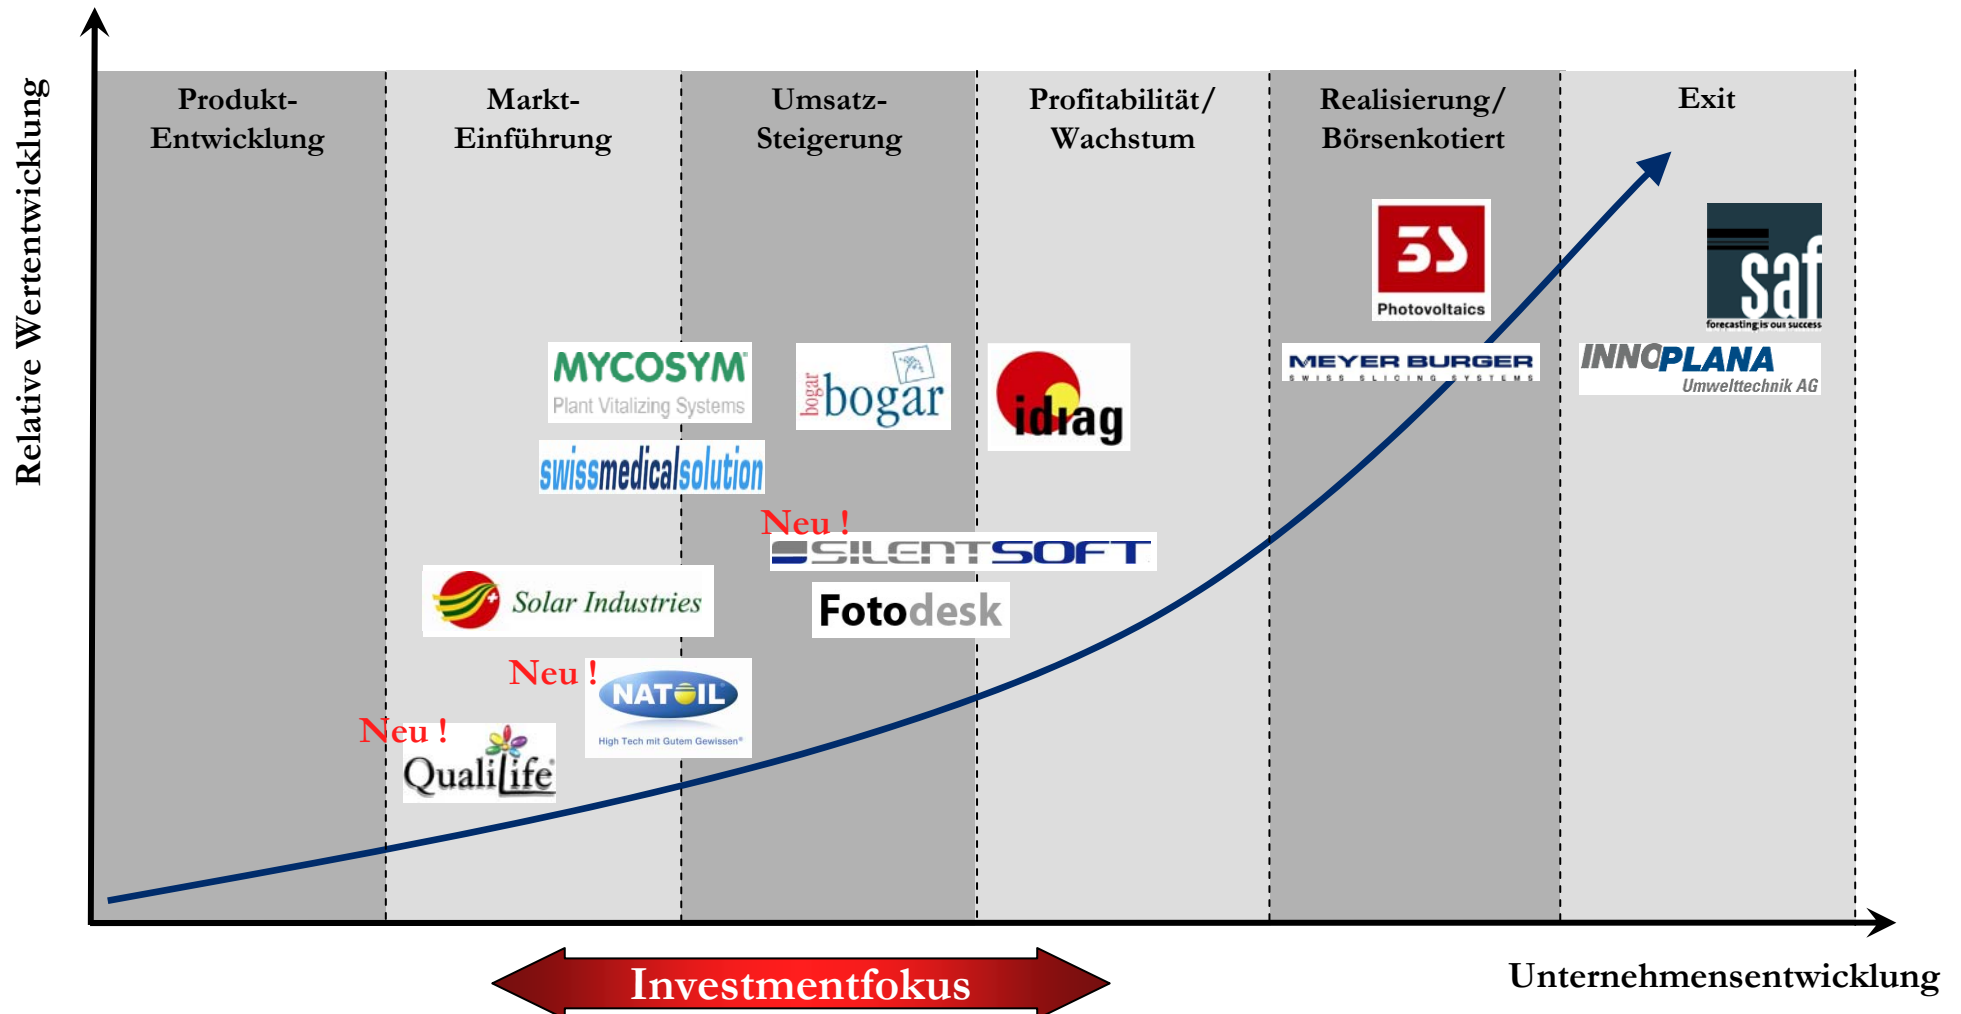 Relative Wertentwicklung
Produkt-
Entwicklung
Markt-
Einführung
Umsatz-
Steigerung
Profitabilität/
Wachstum
Realisierung/
Börsenkotiert
Exit
3S
Photovoltaics
saf
forecasting is our success
MYCOSYM
Plant Vitalizing Systems
bogar
bogar
idrag
MEYER BURGER
SWISS SLICING SYSTEMS
INNOPLANA
Umwelttechnik AG
swissmedicalsolution
Neu !
SILENTSOFT
Solar Industries
Fotodesk
Neu !
NATOIL
High Tech mit Gutem Gewissen®
Neu !
QualiLife
Investmentfokus
Unternehmensentwicklung